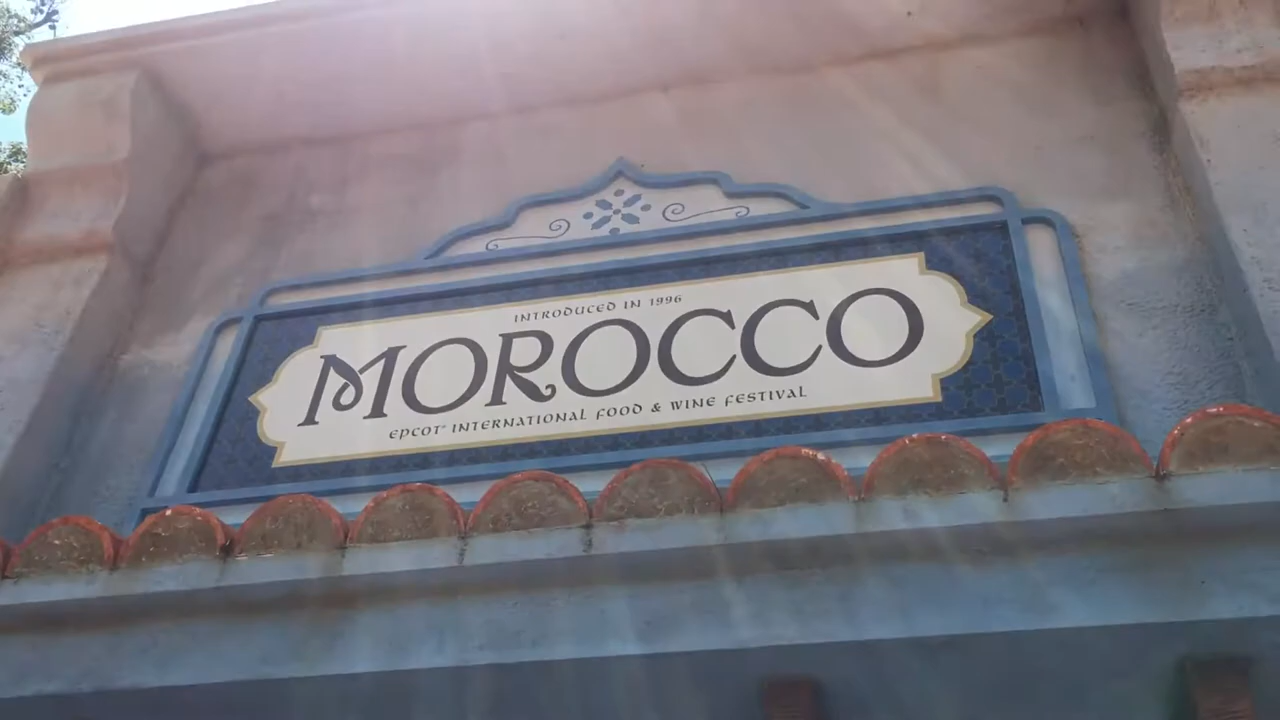 INTRODUCED IN 1996
MOROCCO
EPCOT® INTERNATIONAL FOOD & WINE FESTIVAL